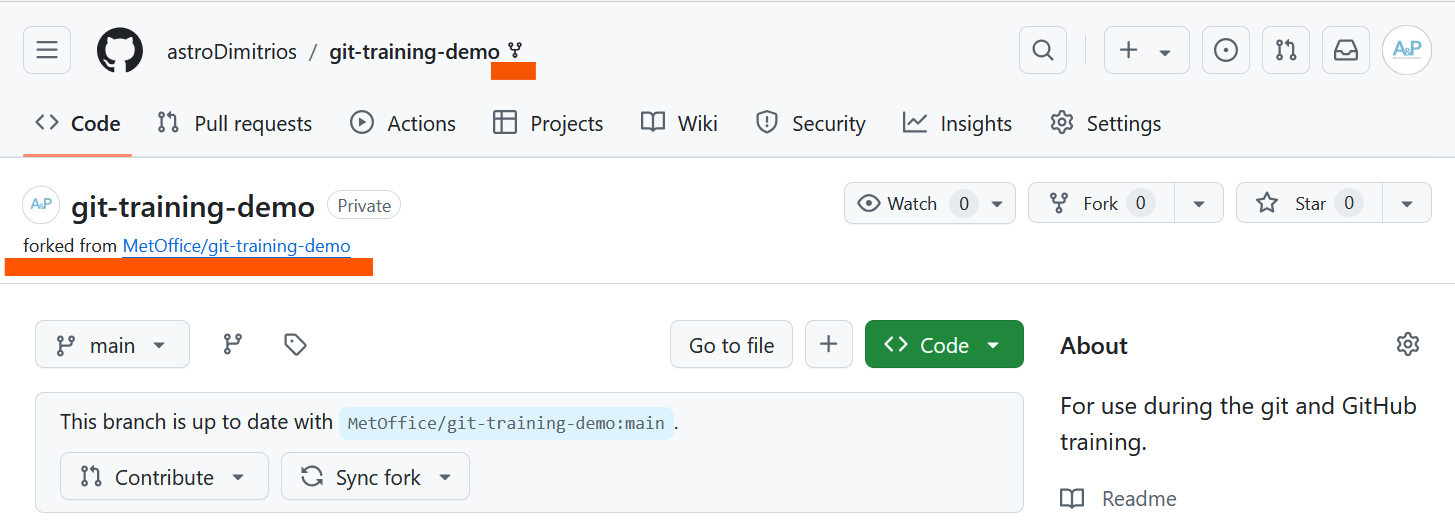 astroDimitrios / git-training-demo
A&P
Code Pull requests Actions Projects Wiki Security Insights Settings
A&P git-training-demo Private
Watch 0 Fork 0 Star 0
forked from MetOffice/git-training-demo
main Go to file Code
About
This branch is up to date with MetOffice/git-training-demo:main.
For use during the git and GitHub
training.
Contribute Sync fork
Readme